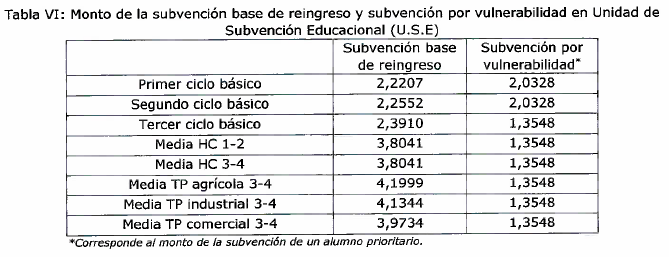 Tabla VI: Monto de la subvención base de reingreso y subvención por vulnerabilidad en Unidad de
Subvención Educacional (U.S.E)
Subvención base de reingreso Subvención por vulnerabilidad*
Primer ciclo básico 2,2207 2,0328
Segundo ciclo básico 2,2552 2,0328
Tercer ciclo básico 2,3910 1,3548
Media HC 1-2 3,8041 1,3548
Media HC 3-4 3,8041 1,3548
Media TP agrícola 3-4 4,1999 1,3548
Media TP industrial 3-4 4,1344 1,3548
Media TP comercial 3-4 3,9734 1,3548
*Corresponde al monto de la subvención de un alumno prioritario.